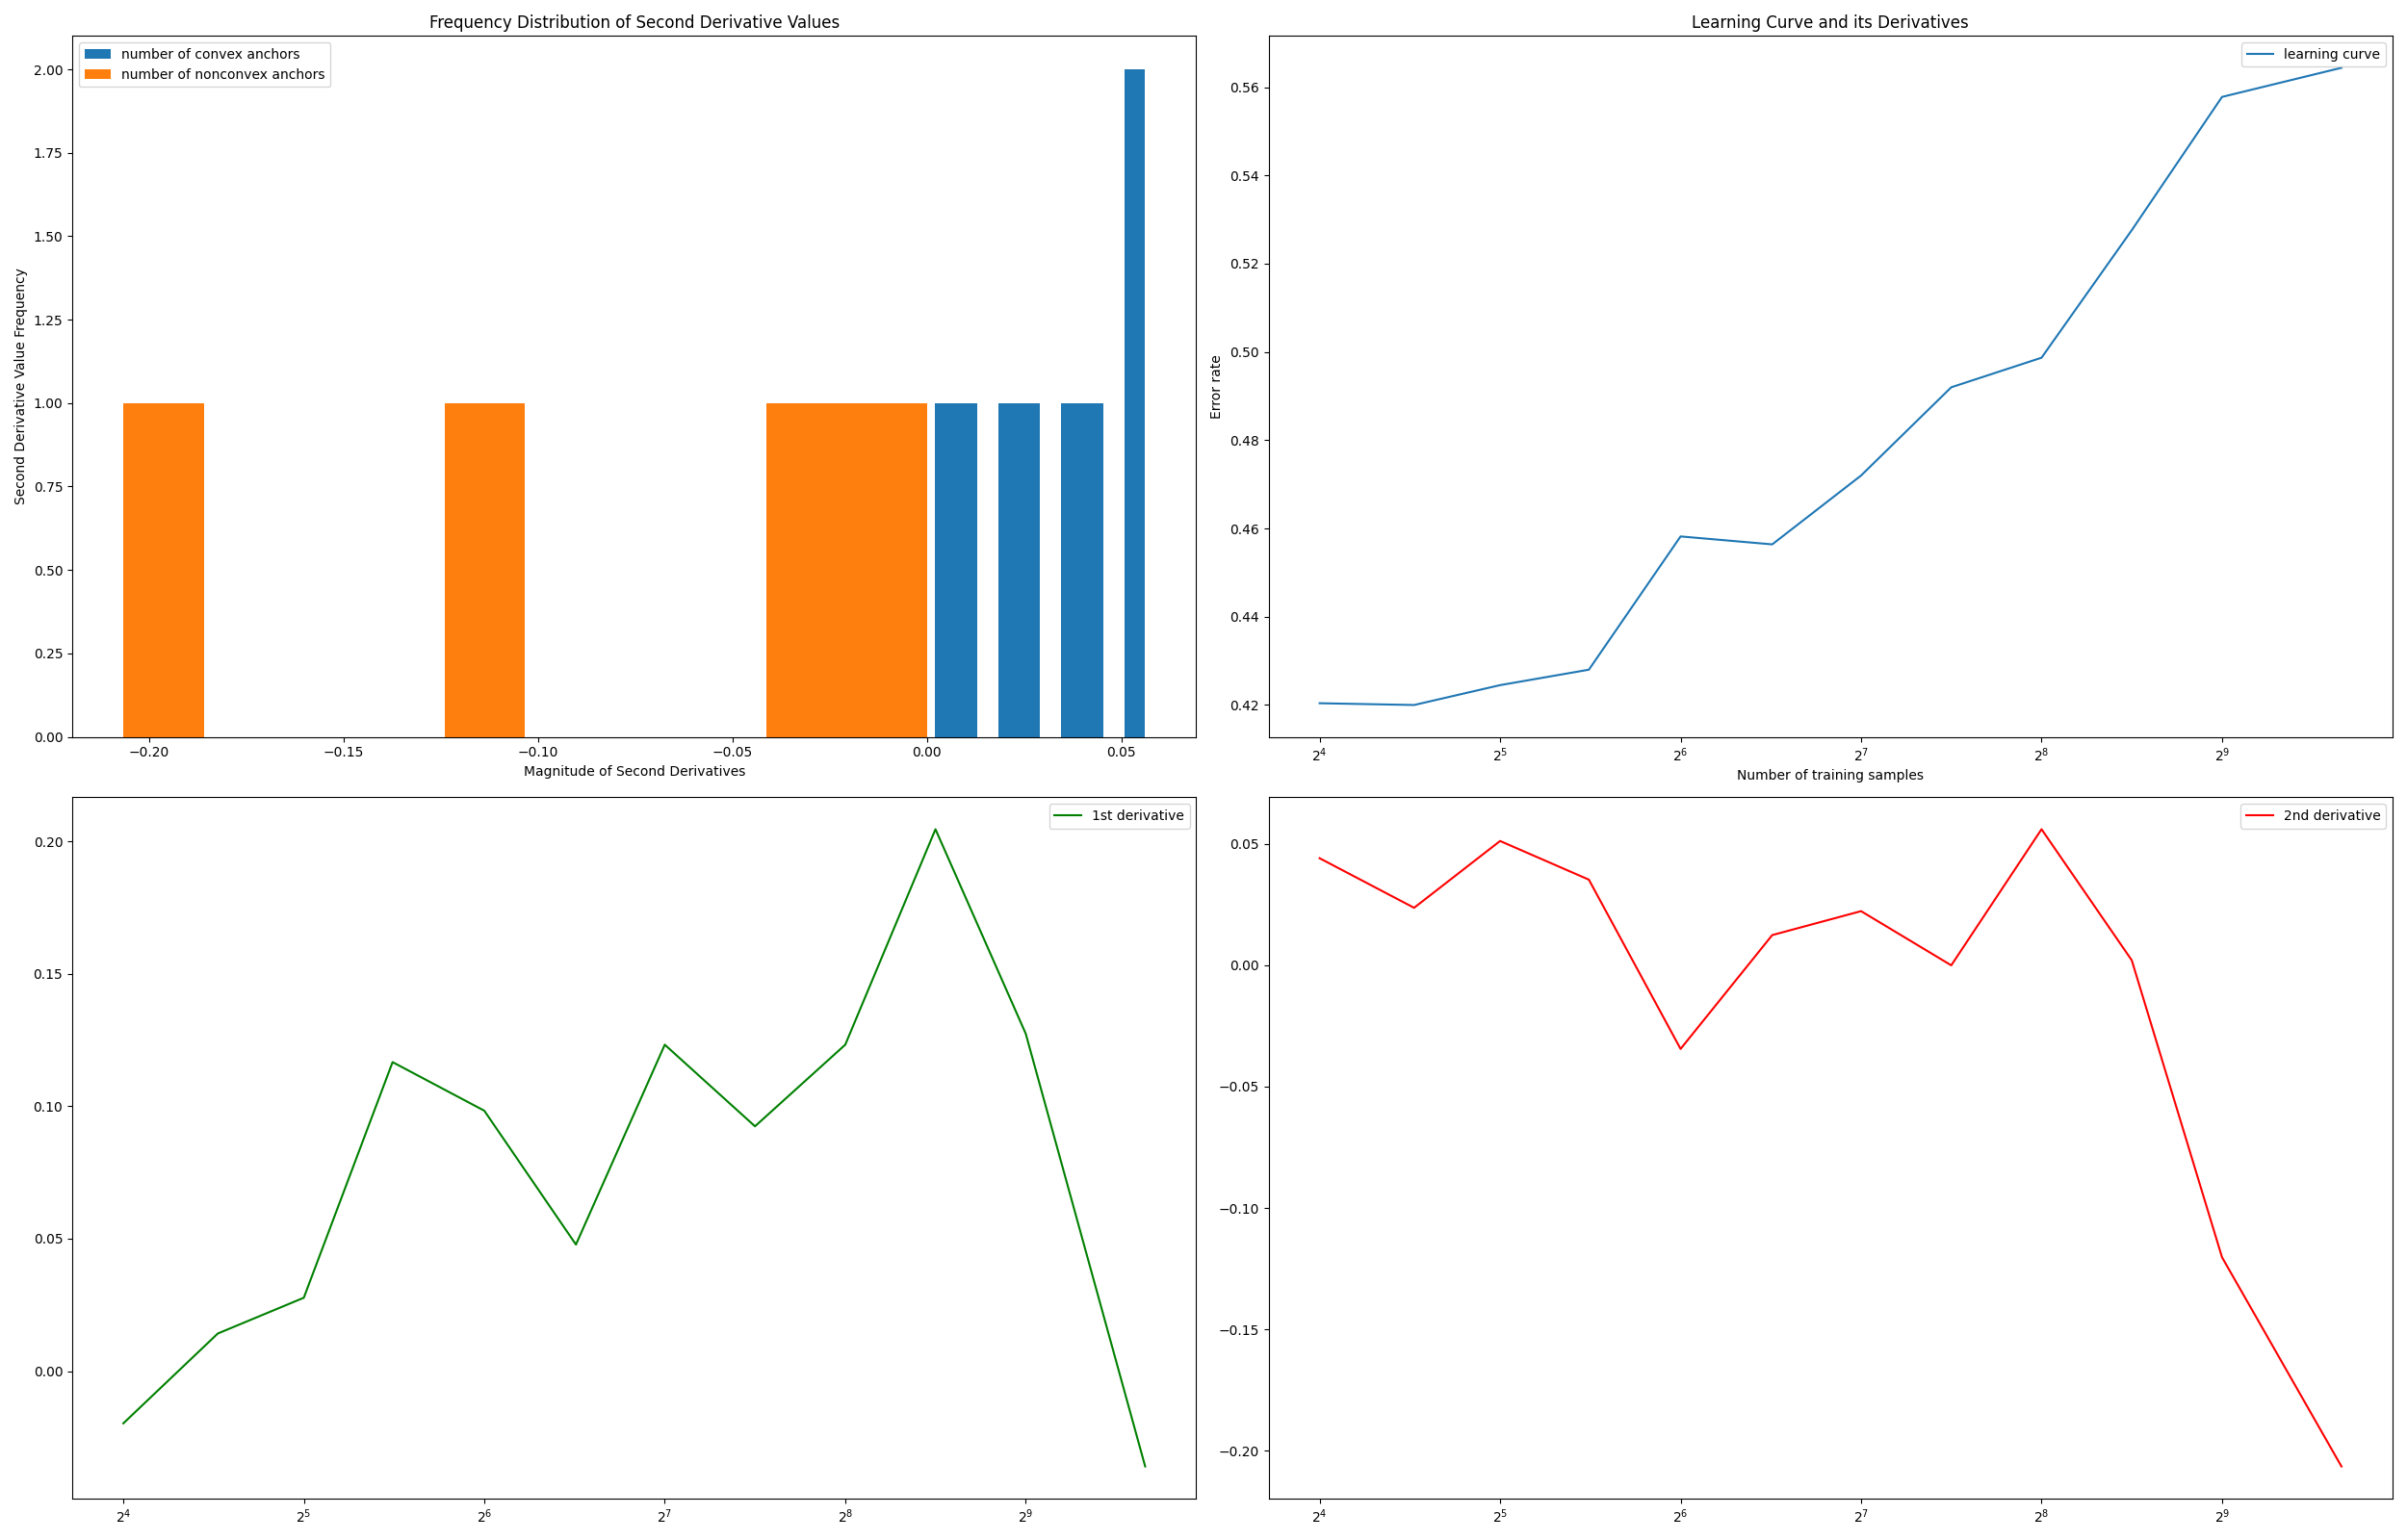 Frequency Distribution of Second Derivative Values
number of convex anchors
number of nonconvex anchors
Second Derivative Value Frequency
2.00
1.75
1.50
1.25
1.00
0.75
0.50
0.25
0.00
−0.20 −0.15 −0.10 −0.05 0.00 0.05
Magnitude of Second Derivatives
Learning Curve and its Derivatives
learning curve
Error rate
0.56
0.54
0.52
0.50
0.48
0.46
0.44
0.42
2⁴ 2⁵ 2⁶ 2⁷ 2⁸ 2⁹
Number of training samples
1st derivative
0.20
0.15
0.10
0.05
0.00
2⁴ 2⁵ 2⁶ 2⁷ 2⁸ 2⁹
2nd derivative
0.05
0.00
−0.05
−0.10
−0.15
−0.20
2⁴ 2⁵ 2⁶ 2⁷ 2⁸ 2⁹